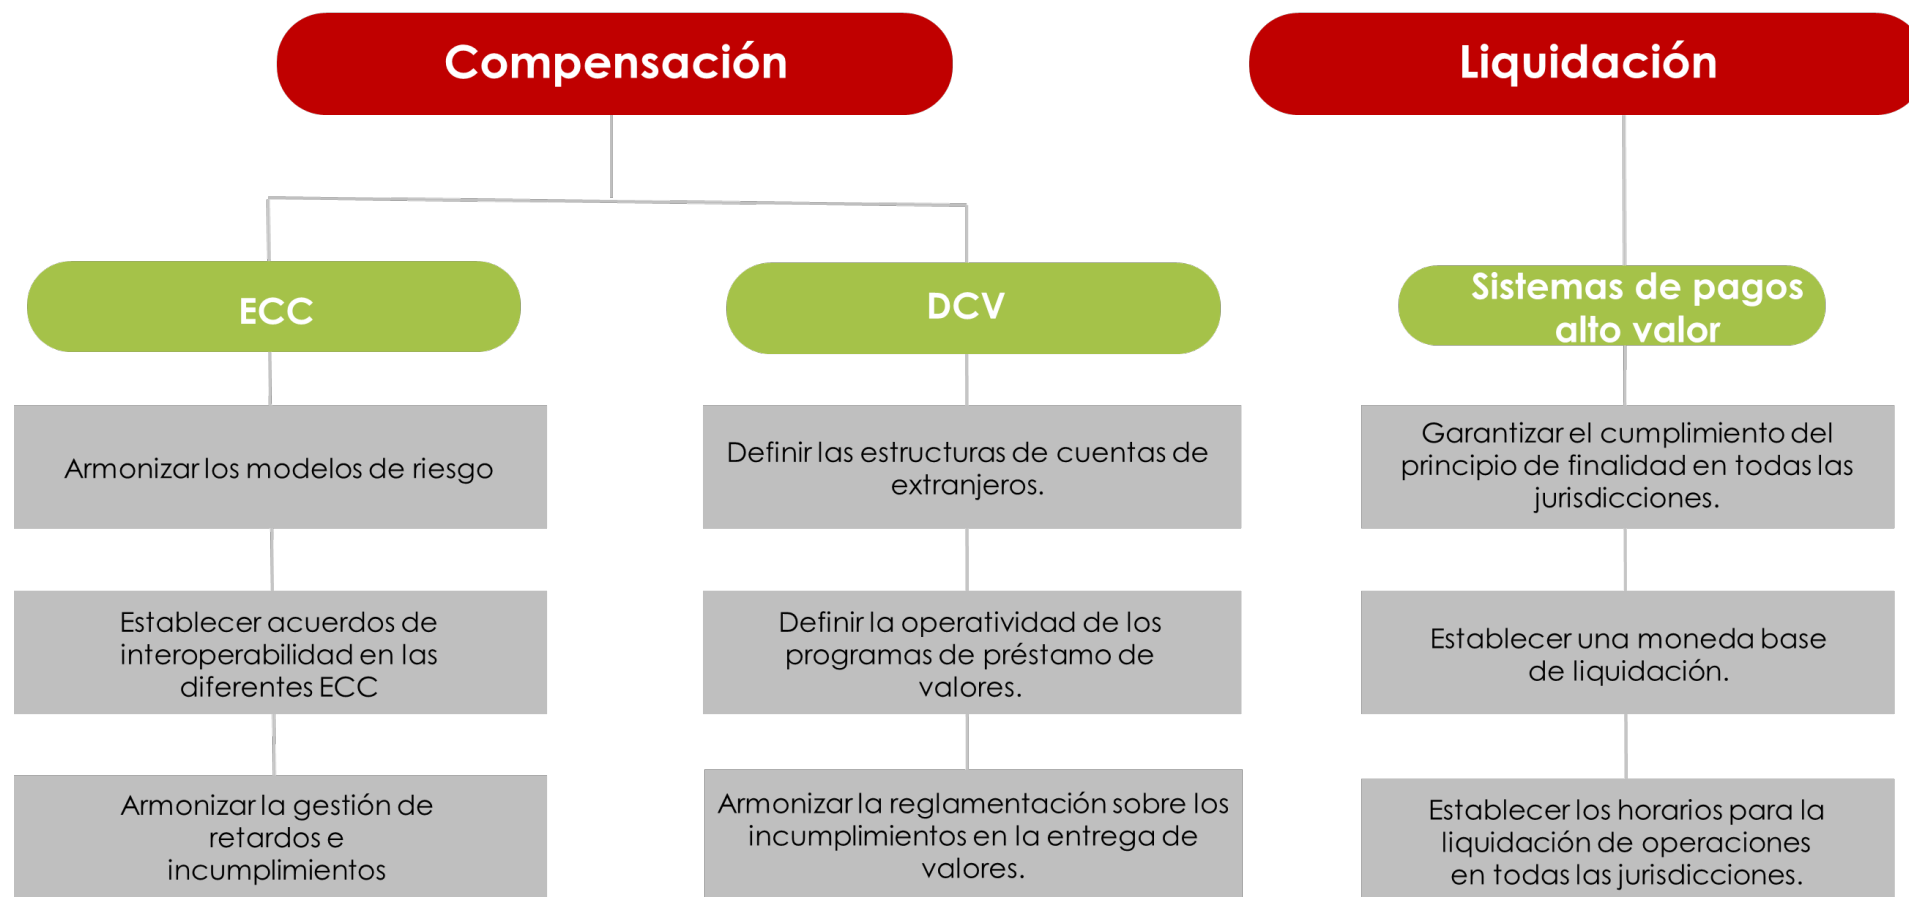 Compensación
Liquidación
ECC
DCV
Sistemas de pagos
alto valor
Armonizar los modelos de riesgo
Establecer acuerdos de
interoperabilidad en las
diferentes ECC
Armonizar la gestión de
retardos e
incumplimientos
Definir las estructuras de cuentas de
extranjeros.
Definir la operatividad de los
programas de préstamo de
valores.
Armonizar la reglamentación sobre los
incumplimientos en la entrega de
valores.
Garantizar el cumplimiento del
principio de finalidad en todas las
jurisdicciones.
Establecer una moneda base
de liquidación.
Establecer los horarios para la
liquidación de operaciones
en todas las jurisdicciones.